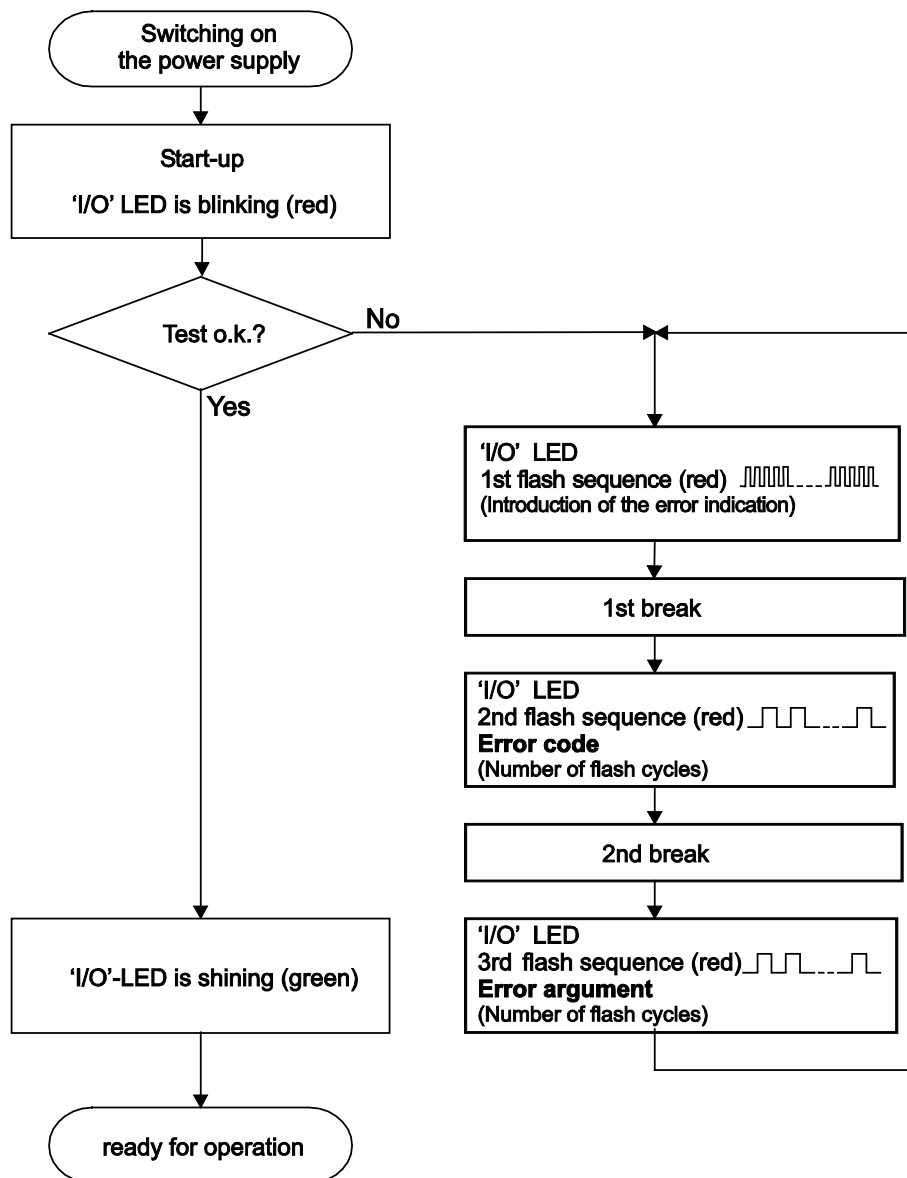 Switching on
the power supply
Start-up
‘I/O’ LED is blinking (red)
Test o.k.?
No
Yes
‘I/O’ LED
1st flash sequence (red)
(Introduction of the error indication)
1st break
‘I/O’ LED
2nd flash sequence (red)
Error code
(Number of flash cycles)
2nd break
‘I/O’ LED
3rd flash sequence (red)
Error argument
(Number of flash cycles)
‘I/O’-LED is shining (green)
ready for operation